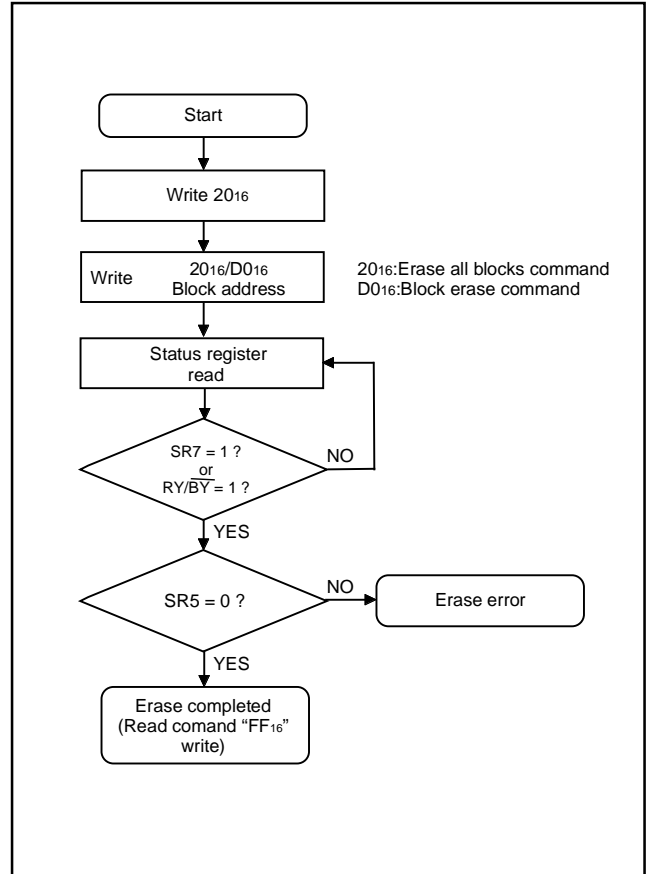 Start
Write 20₁₆
Write 20₁₆/D0₁₆
Block address
20₁₆:Erase all blocks command
D0₁₆:Block erase command
Status register
read
SR7 = 1 ?
or
RY/B̅Y̅ = 1 ?
NO
YES
SR5 = 0 ?
NO
Erase error
YES
Erase completed
(Read comand “FF₁₆”
write)